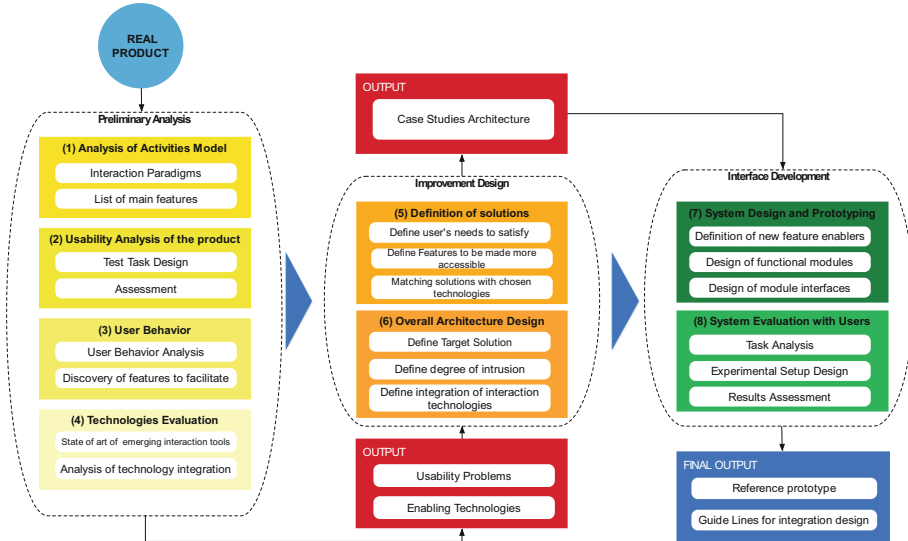 REAL
PRODUCT
Preliminary Analysis
(1) Analysis of Activities Model
Interaction Paradigms
List of main features
(2) Usability Analysis of the product
Test Task Design
Assessment
(3) User Behavior
User Behavior Analysis
Discovery of features to facilitate
(4) Technologies Evaluation
State of art of emerging interaction tools
Analysis of technology integration
OUTPUT
Case Studies Architecture
Improvement Design
(5) Definition of solutions
Define user's needs to satisfy
Define Features to be made more
accessible
Matching solutions with chosen
technologies
(6) Overall Architecture Design
Define Target Solution
Define degree of intrusion
Define integration of interaction
technologies
OUTPUT
Usability Problems
Enabling Technologies
Interface Development
(7) System Design and Prototyping
Definition of new feature enablers
Design of functional modules
Design of module interfaces
(8) System Evaluation with Users
Task Analysis
Experimental Setup Design
Results Assessment
FINAL OUTPUT
Reference prototype
Guide Lines for integration design